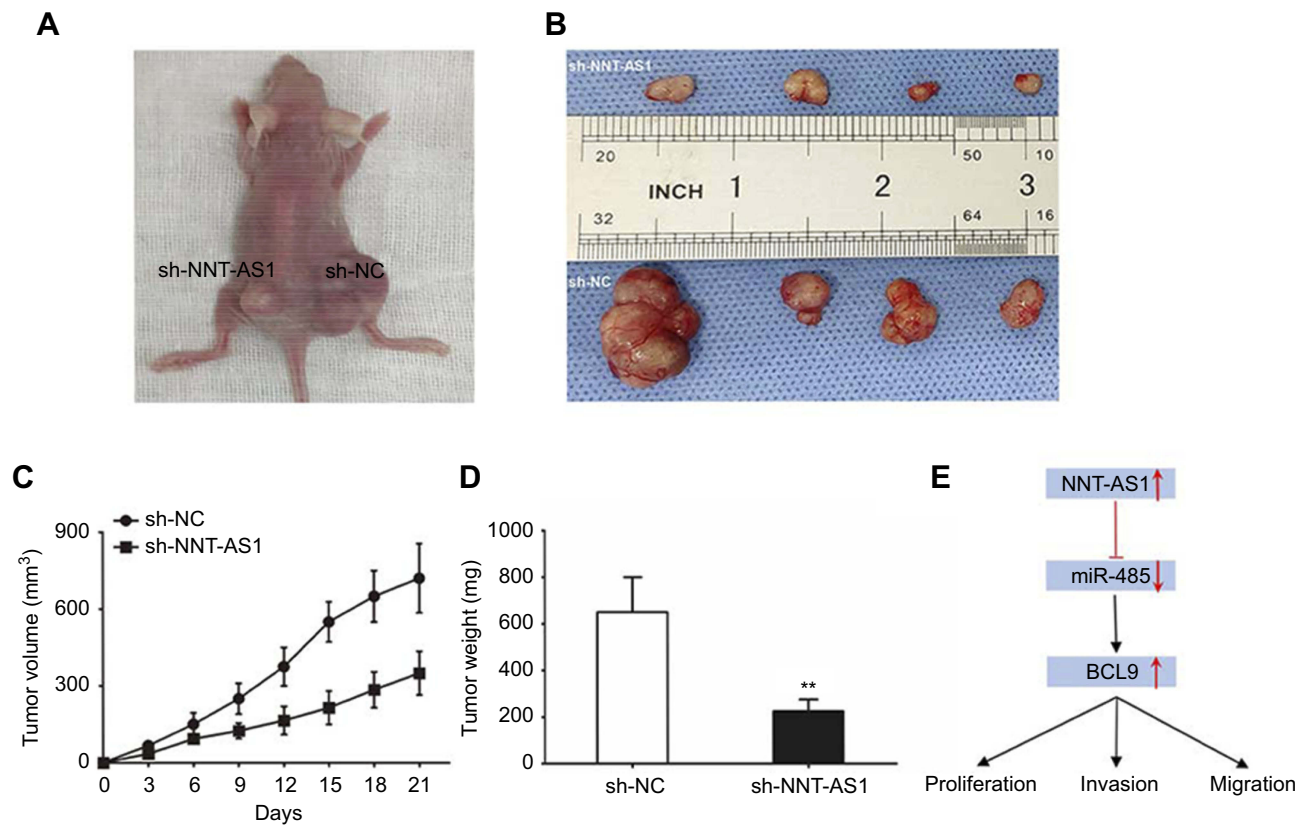 A
sh-NNT-AS1
sh-NC
B
sh-NNT-AS1
20
50
10
INCH
1
2
3
32
64
16
sh-NC
C
sh-NC
sh-NNT-AS1
Tumor volume (mm³)
900
600
300
0
0 3 6 9 12 15 18 21
Days
D
Tumor weight (mg)
1000
800
600
400
200
0
**
sh-NC
sh-NNT-AS1
E
NNT-AS1
miR-485
BCL9
Proliferation
Invasion
Migration